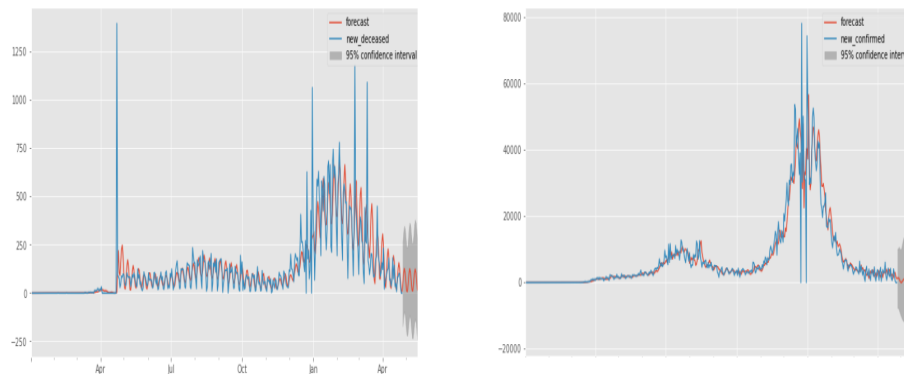 forecast
new_deceased
95% confidence interval
1250
1000
750
500
250
0
−250
Apr
Jul
Oct
Jan
Apr
forecast
new_confirmed
95% confidence interv
80000
60000
40000
20000
0
−20000